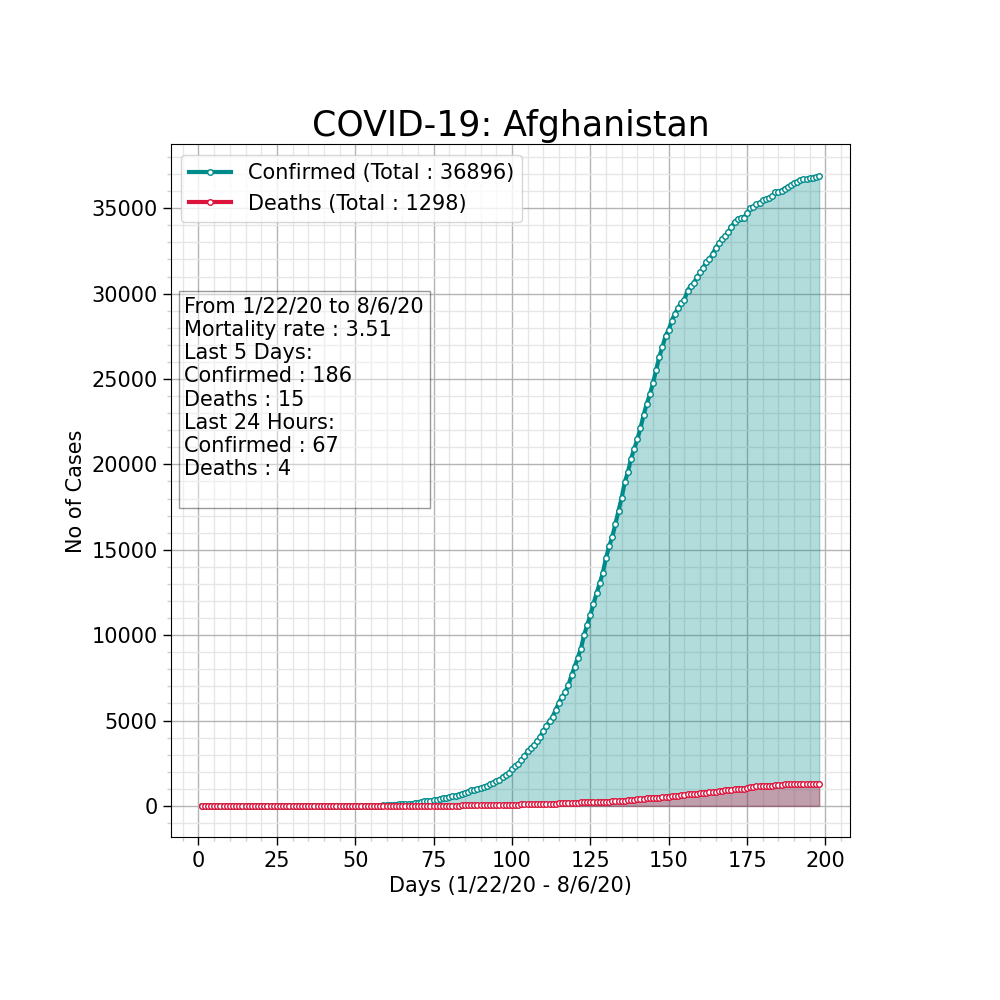 COVID-19: Afghanistan
Confirmed (Total : 36896)
Deaths (Total : 1298)
From 1/22/20 to 8/6/20
Mortality rate : 3.51
Last 5 Days:
Confirmed : 186
Deaths : 15
Last 24 Hours:
Confirmed : 67
Deaths : 4
No of Cases
35000
30000
25000
20000
15000
10000
5000
0
0 25 50 75 100 125 150 175 200
Days (1/22/20 - 8/6/20)